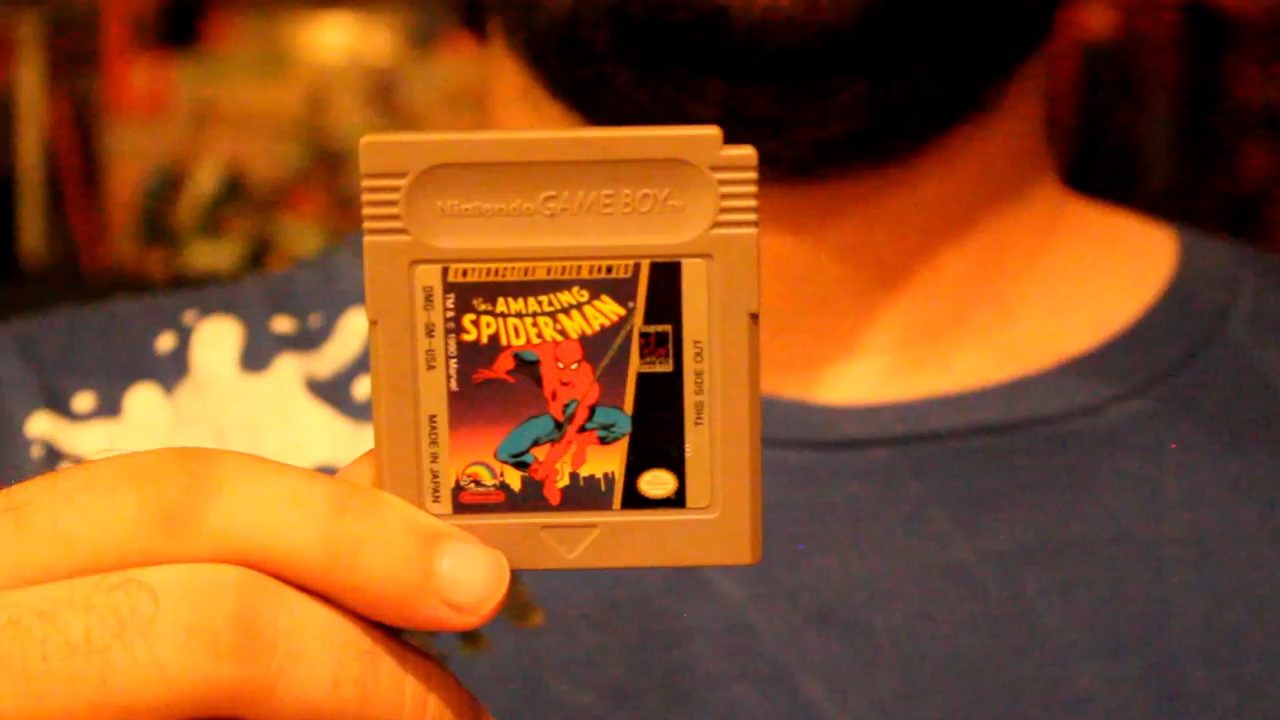 Nintendo GAME BOY TM
INTERACTIVE VIDEO GAMES
THE AMAZING
SPIDER-MAN
TM & © 1990 Marvel
DMG-SM-USA
MADE IN JAPAN
THIS SIDE OUT